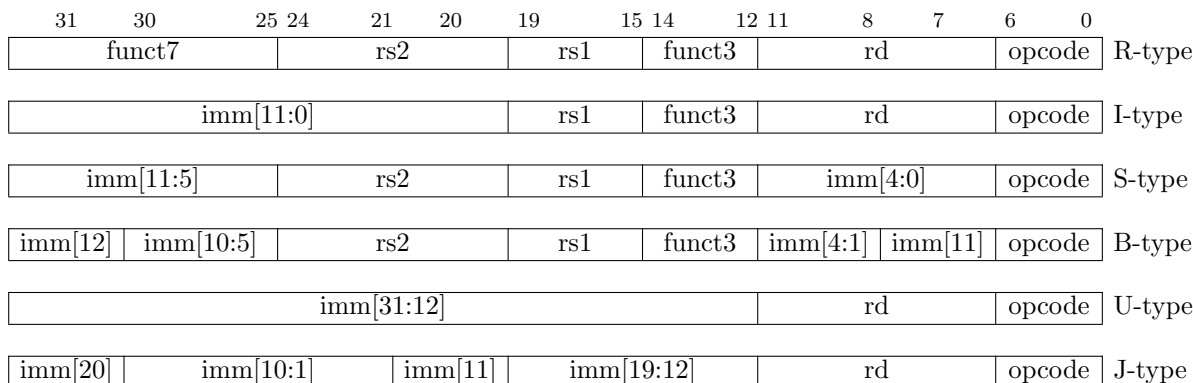 31 30 25 24 21 20 19 15 14 12 11 8 7 6 0
funct7 rs2 rs1 funct3 rd opcode R-type
imm[11:0] rs1 funct3 rd opcode I-type
imm[11:5] rs2 rs1 funct3 imm[4:0] opcode S-type
imm[12] imm[10:5] rs2 rs1 funct3 imm[4:1] imm[11] opcode B-type
imm[31:12] rd opcode U-type
imm[20] imm[10:1] imm[11] imm[19:12] rd opcode J-type